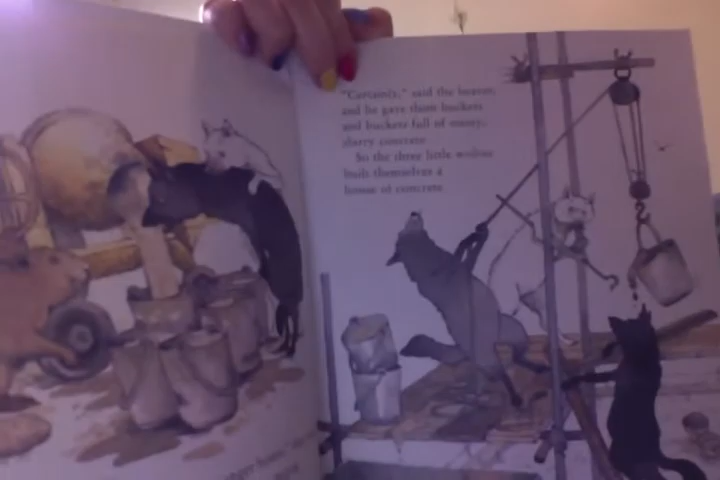 "Certainly," said the beaver,
and he gave them buckets
and buckets full of messy,
slurry concrete.
So the three little wolves
built themselves a
house of concrete.